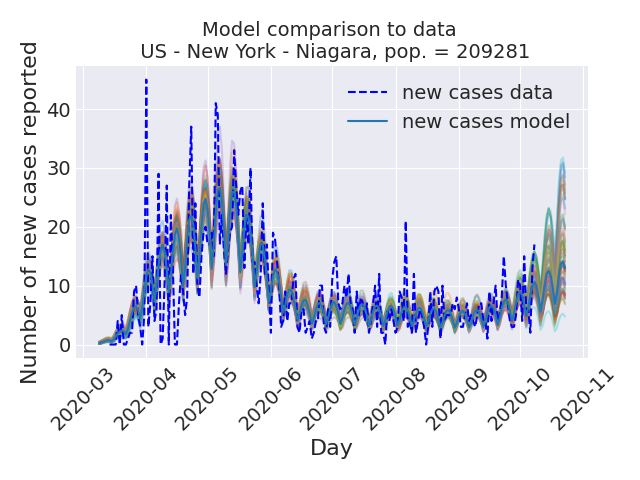 Model comparison to data
US - New York - Niagara, pop. = 209281
Number of new cases reported
40
30
20
10
0
new cases data
new cases model
2020-03
2020-04
2020-05
2020-06
2020-07
2020-08
2020-09
2020-10
2020-11
Day